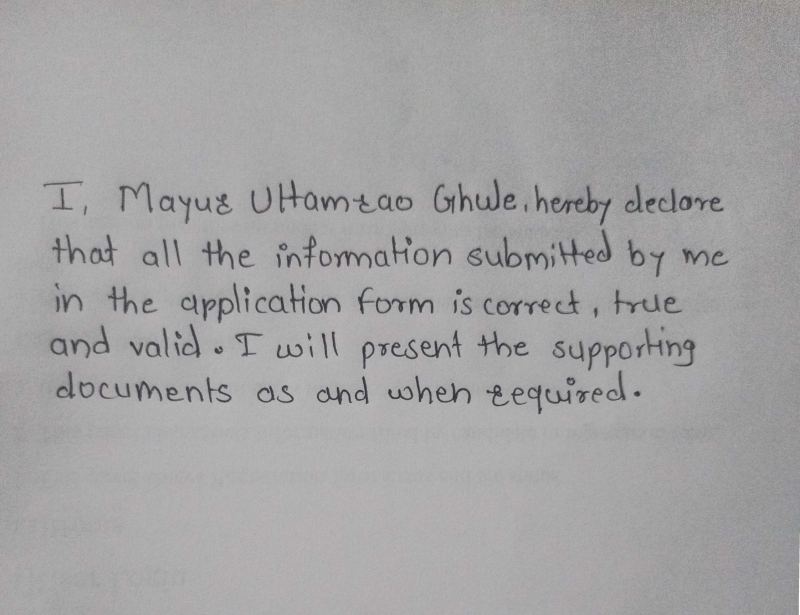 I, Mayur Uttamrao Ghule, hereby declare
that all the information submitted by me
in the application form is correct, true
and valid. I will present the supporting
documents as and when required.